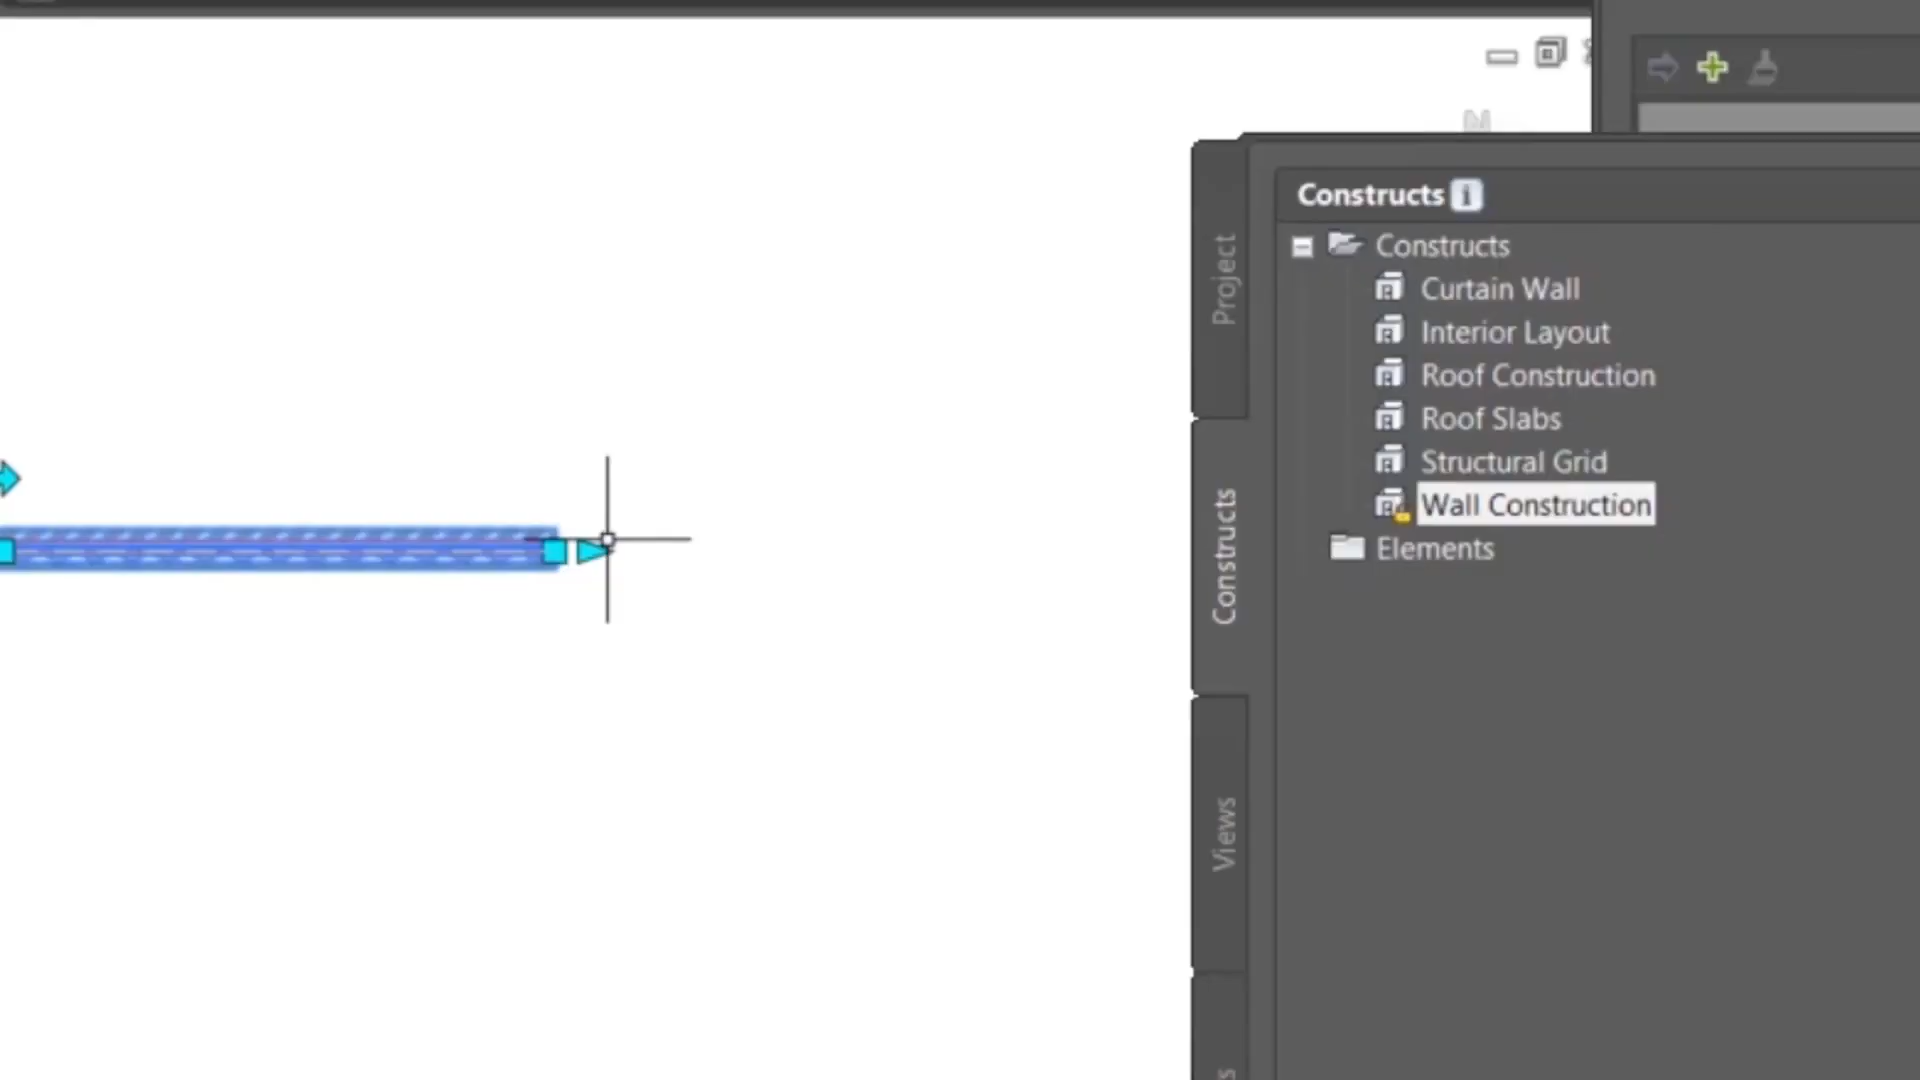 Constructs
Constructs
Curtain Wall
Interior Layout
Roof Construction
Roof Slabs
Structural Grid
Wall Construction
Elements
Project
Constructs
Views